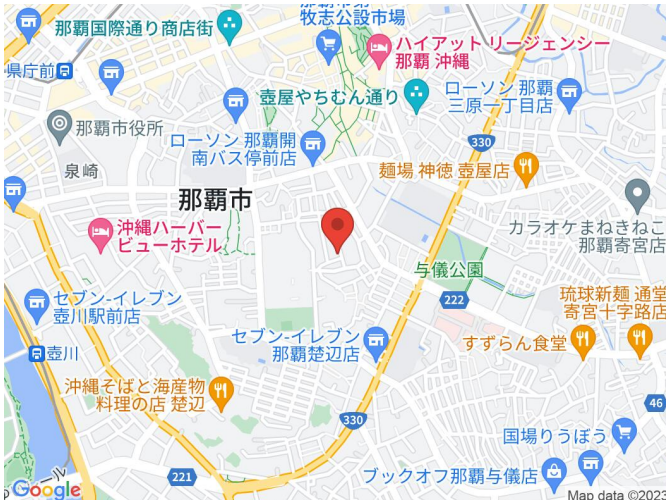 那覇国際通り商店街
牧志公設市場
ハイアット リージェンシー
那覇 沖縄
県庁前
壺屋やちむん通り
ローソン 那覇
三原一丁目店
那覇市役所
泉崎
ローソン 那覇開
南バス停前店
330
麺場 神徳 壺屋店
那覇市
沖縄ハーバー
ビューホテル
カラオケまねきねこ
那覇寄宮店
与儀公園
222
セブン-イレブン
壺川駅前店
琉球新麺 通堂
寄宮十字路店
セブン-イレブン
那覇楚辺店
すずらん食堂
壺川
沖縄そばと海産物
料理の店 楚辺
46
330
国場りうぼう
221
ブックオフ那覇与儀店
Google
Map data ©2023